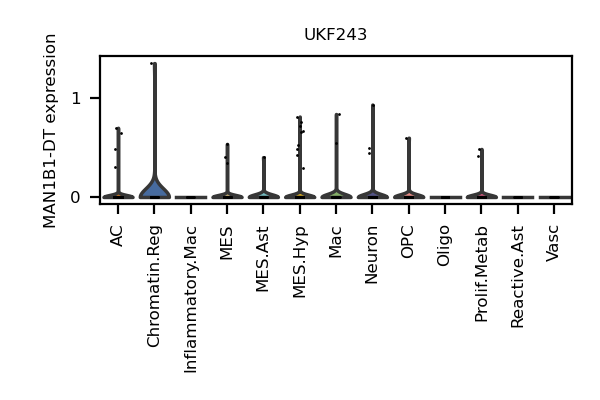 UKF243
MAN1B1-DT expression
1
0
AC
Chromatin.Reg
Inflammatory.Mac
MES
MES.Ast
MES.Hyp
Mac
Neuron
OPC
Oligo
Prolif.Metab
Reactive.Ast
Vasc